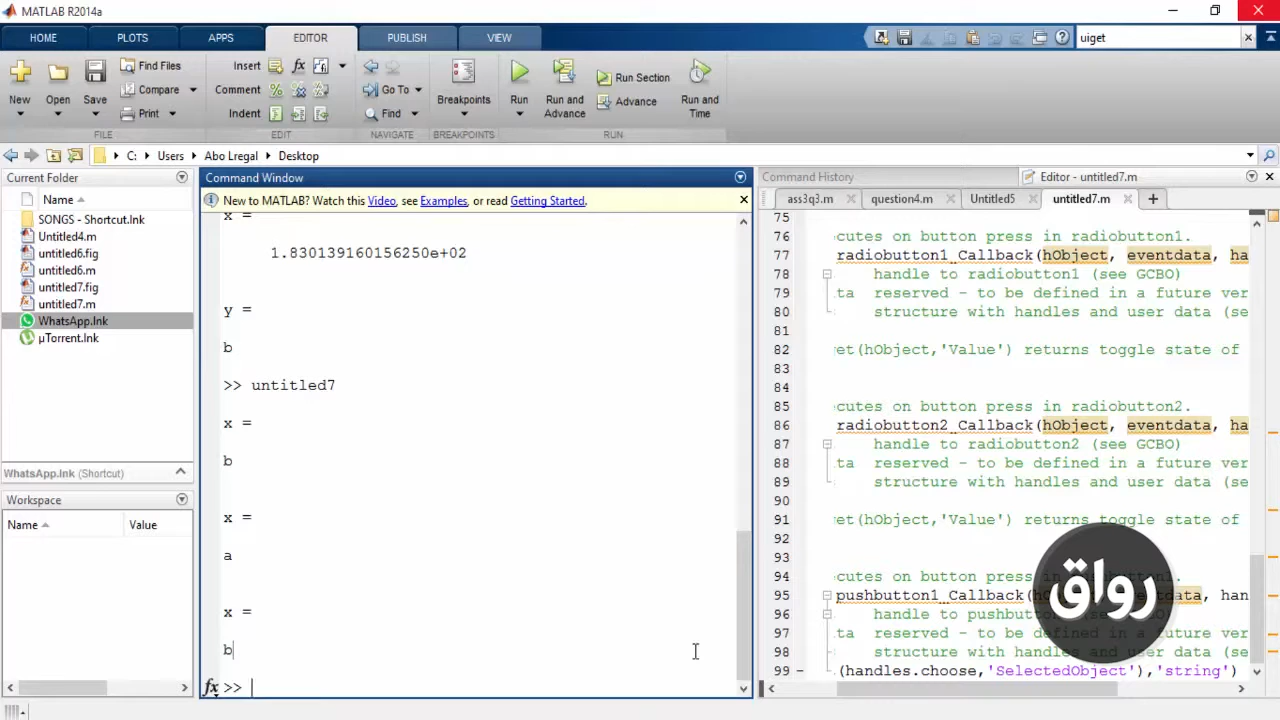 MATLAB R2014a
HOME PLOTS APPS EDITOR PUBLISH VIEW
uiget
New Open Save Find Files Compare Print
Insert Comment Indent
Go To Find
Breakpoints
Run Run and Advance Run Section Advance Run and Time
FILE EDIT NAVIGATE BREAKPOINTS RUN
C: Users Abo Lregal Desktop
Current Folder
Name
SONGS - Shortcut.lnk
Untitled4.m
untitled6.fig
untitled6.m
untitled7.fig
untitled7.m
WhatsApp.lnk
µTorrent.lnk
WhatsApp.lnk (Shortcut)
Workspace
Name Value
Command Window
New to MATLAB? Watch this Video, see Examples, or read Getting Started.
x =
1.830139160156250e+02
y =
b
>> untitled7
x =
b
x =
a
x =
b
fx >>
Command History
Editor - untitled7.m
ass3q3.m question4.m Untitled5 untitled7.m
75
76 cutes on button press in radiobutton1.
77 radiobutton1_Callback(hObject, eventdata, ha
78 handle to radiobutton1 (see GCBO)
79 ta reserved - to be defined in a future ver
80 structure with handles and user data (se
81
82 et(hObject,'Value') returns toggle state of
83
84
85 cutes on button press in radiobutton2.
86 radiobutton2_Callback(hObject, eventdata, ha
87 handle to radiobutton2 (see GCBO)
88 ta reserved - to be defined in a future ver
89 structure with handles and user data (se
90
91 et(hObject,'Value') returns toggle state of
92
93
94 cutes on button press in
95 pushbutton1_Callback(h tdata, han
96 handle to pushbut
97 ta reserved - to be defin future ver
98 structure with handles and user data (se
99 (handles.choose,'SelectedObject'),'string')
رواق